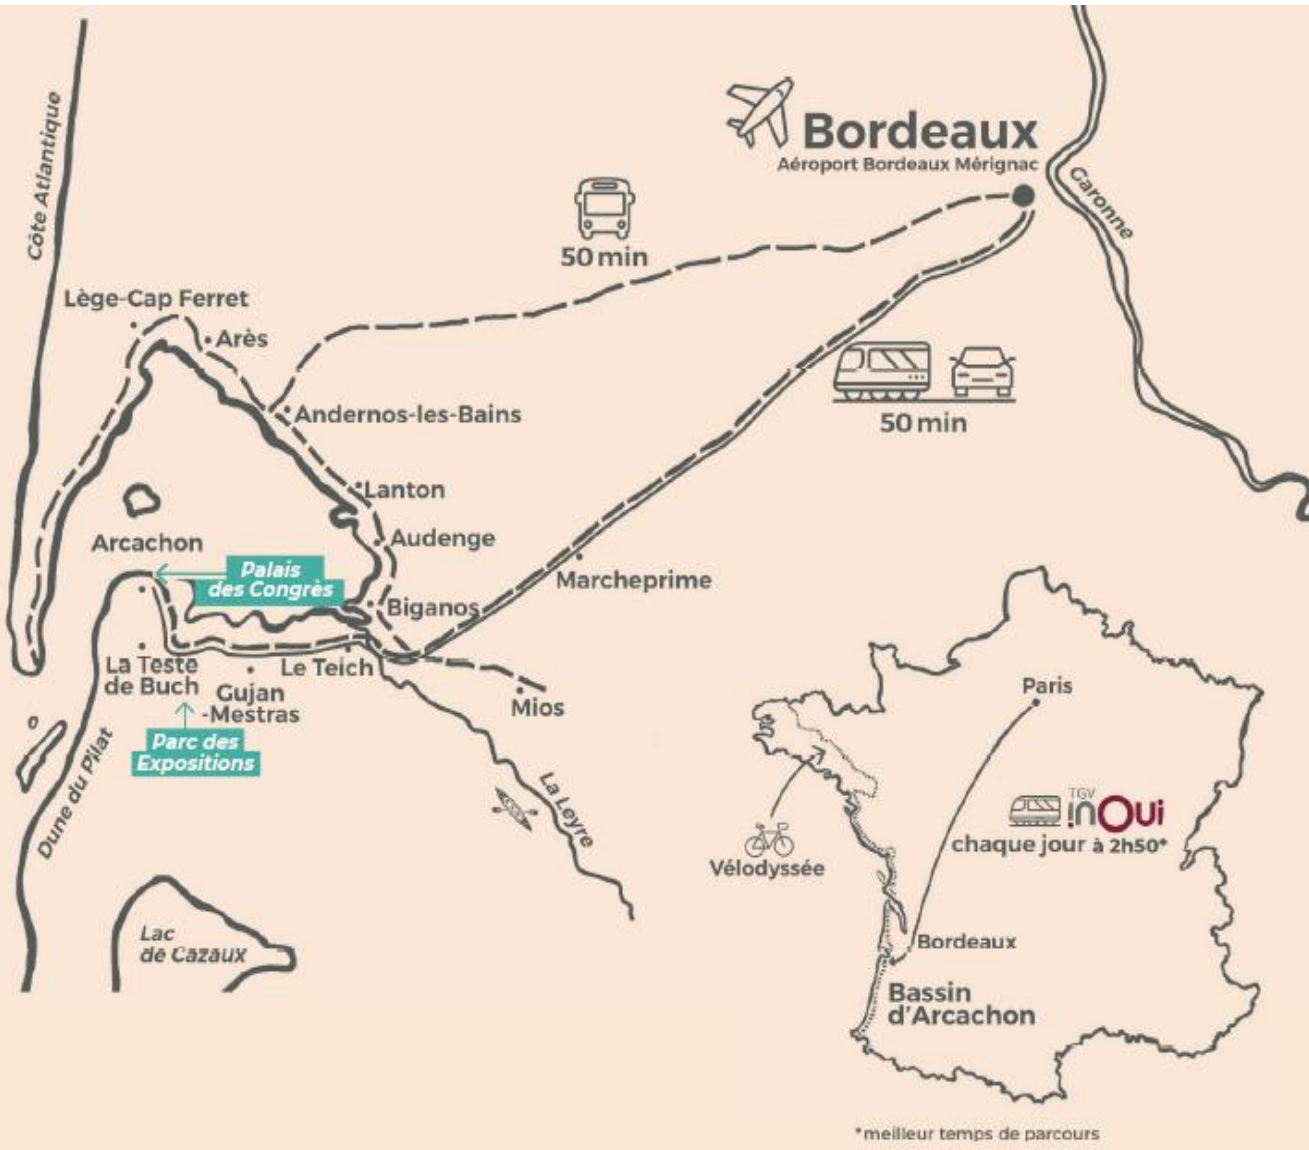 Côte Atlantique
Bordeaux
Aéroport Bordeaux Mérignac
Garonne
50 min
Lège-Cap Ferret
Arès
Andernos-les-Bains
50 min
Lanton
Audenge
Arcachon
Palais
des Congrès
Marcheprime
Biganos
La Teste
de Buch
Le Teich
Gujan
-Mestras
Mios
Parc des
Expositions
Dune du Pilat
La Leyre
Lac
de Cazaux
Paris
TGV
inOui
chaque jour à 2h50*
Vélodyssée
Bordeaux
Bassin
d'Arcachon
*meilleur temps de parcours